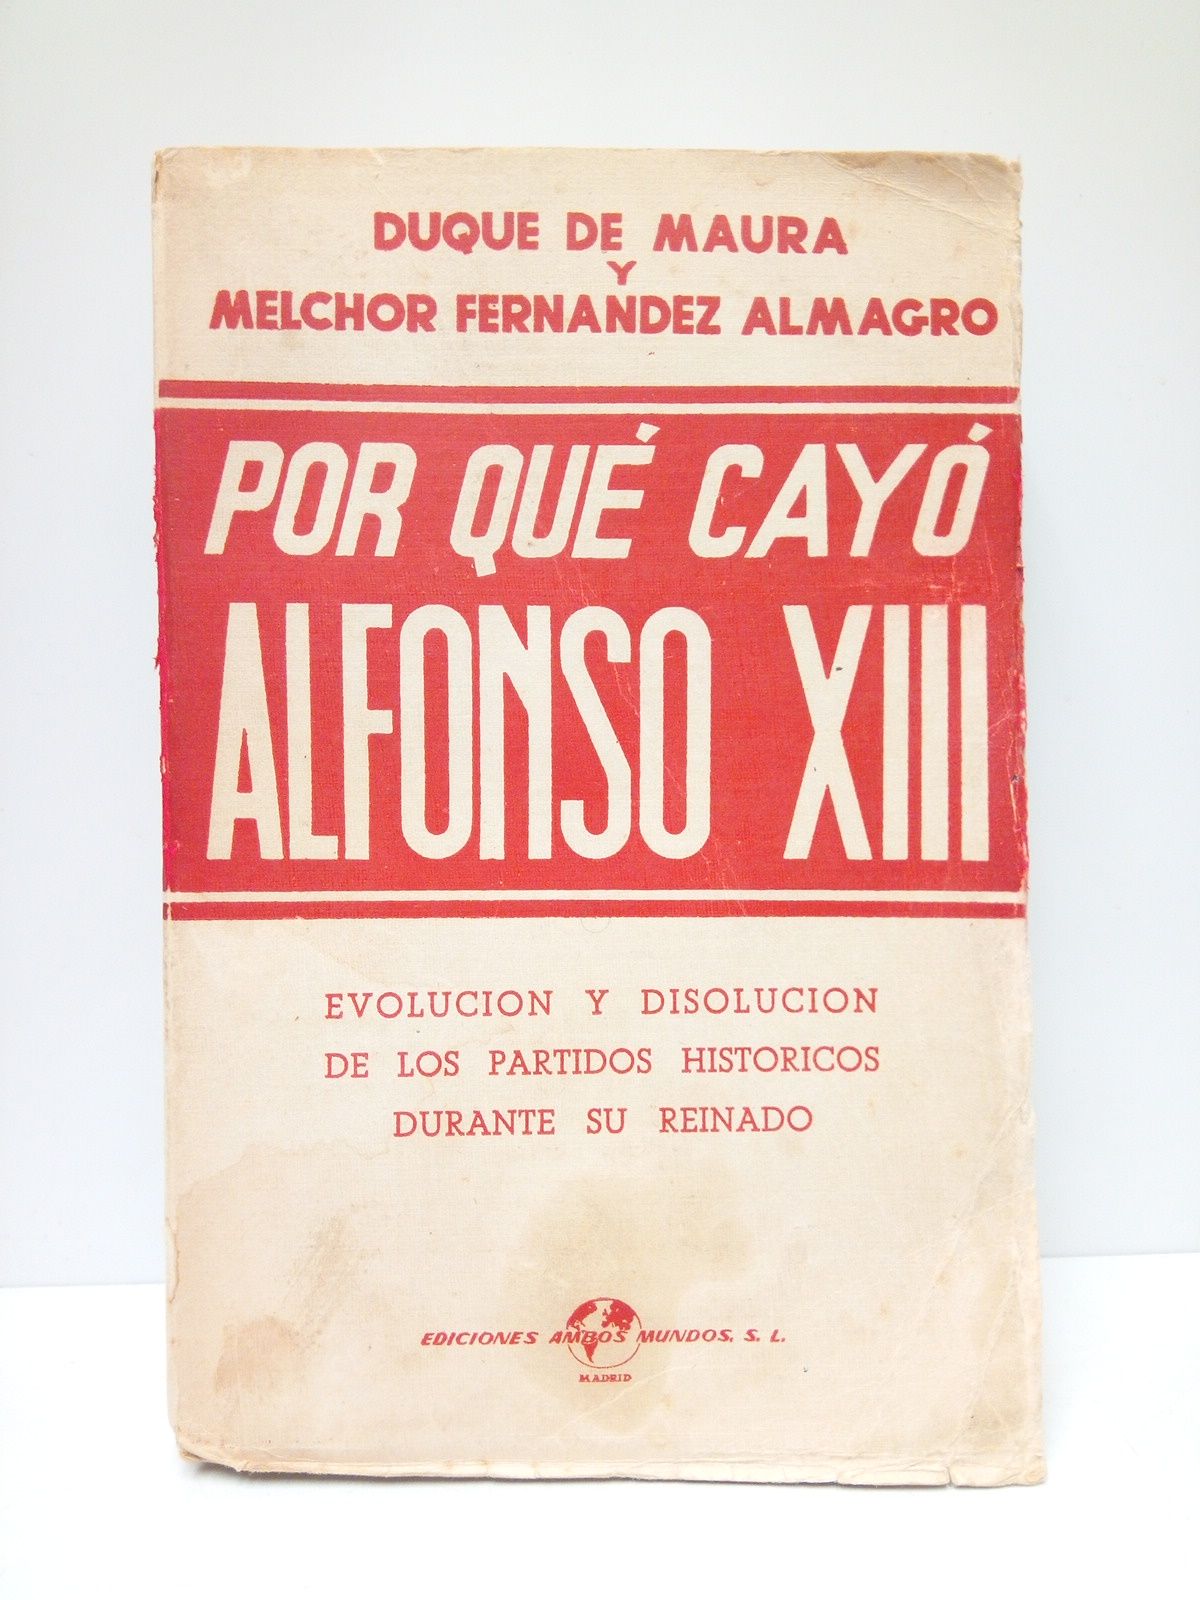 DUQUE DE MAURA
Y
MELCHOR FERNANDEZ ALMAGRO
POR QUÉ CAYÓ
ALFONSO XIII
EVOLUCION Y DISOLUCION
DE LOS PARTIDOS HISTORICOS
DURANTE SU REINADO
EDICIONES AMBOS MUNDOS, S. L.
MADRID